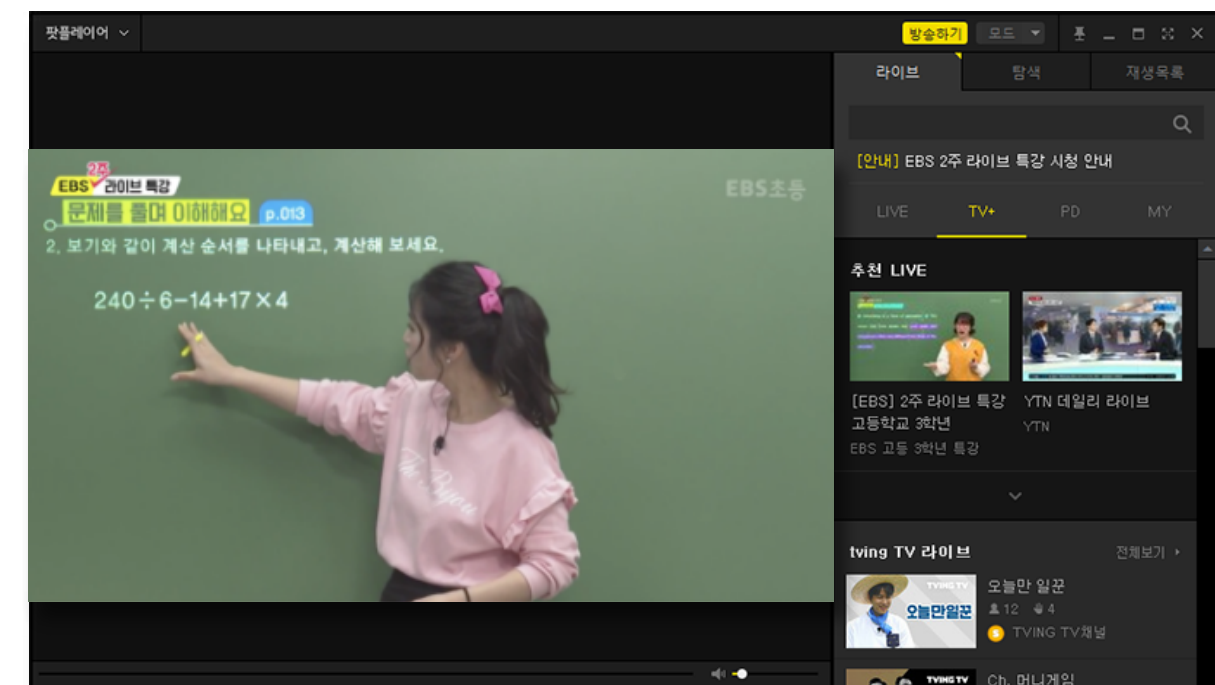 팟플레이어
방송하기
모드
라이브
탐색
재생목록
[안내] EBS 2주 라이브 특강 시청 안내
LIVE
TV+
PD
MY
2주
EBS 라이브 특강
문제를 풀며 이해해요
p.013
EBS초등
2. 보기와 같이 계산 순서를 나타내고, 계산해 보세요.
240÷6−14+17×4
The Bijou
추천 LIVE
[EBS] 2주 라이브 특강
고등학교 3학년
EBS 고등 3학년 특강
YTN 데일리 라이브
YTN
tving TV 라이브
전체보기
TVING TV
오늘만일꾼
오늘만 일꾼
12
4
TVING TV채널
TVING TV
Ch. 머니게임